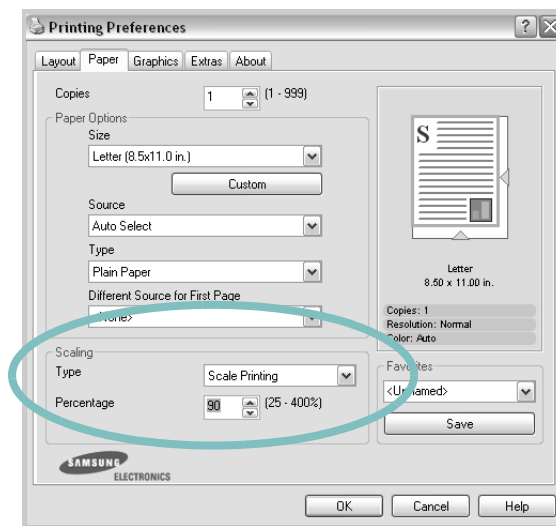 Printing Preferences
Layout Paper Graphics Extras About
Copies 1 (1 - 999)
Paper Options
Size
Letter (8.5x11.0 in.)
Custom
Source
Auto Select
Type
Plain Paper
Different Source for First Page
<None>
Scaling
Type Scale Printing
Percentage 90 (25 - 400%)
S
Letter
8.50 x 11.00 in.
Copies: 1
Resolution: Normal
Color: Auto
Favorites
<Unnamed>
Save
SAMSUNG
ELECTRONICS
OK Cancel Help